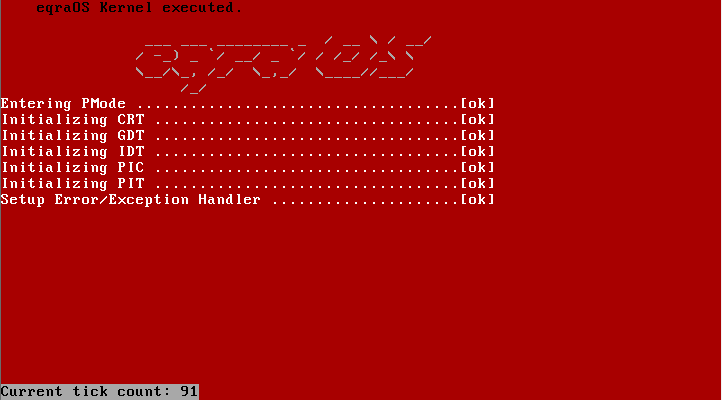 eqraOS Kernel executed.
eqraOS
Entering PMode ....................................[ok]
Initializing CRT ..................................[ok]
Initializing GDT ..................................[ok]
Initializing IDT ..................................[ok]
Initializing PIC ..................................[ok]
Initializing PIT ..................................[ok]
Setup Error/Exception Handler .....................[ok]
Current tick count: 91